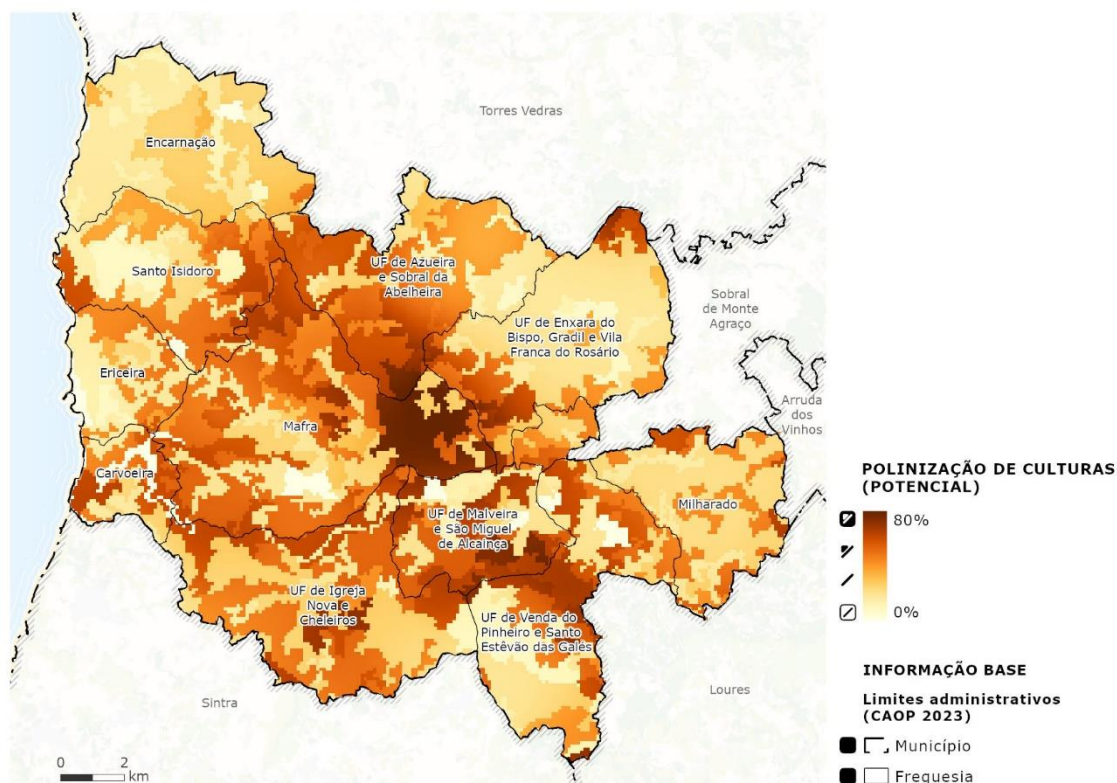 Torres Vedras
Encarnação
Santo Isidoro
UF de Azueira
e Sobral da
Abelheira
Sobral
de Monte
Agraço
UF de Enxara do
Bispo, Gradil e Vila
Franca do Rosário
Ericeira
Arruda
dos
Vinhos
Mafra
Carvoeira
Milharado
UF de Malveira
e São Miguel
de Alcainça
UF de Igreja
Nova e
Cheleiros
UF de Venda do
Pinheiro e Santo
Estêvão das Galés
Sintra
Loures
0 2
km
POLINIZAÇÃO DE CULTURAS
(POTENCIAL)
80%
0%
INFORMAÇÃO BASE
Limites administrativos
(CAOP 2023)
Município
Freguesia